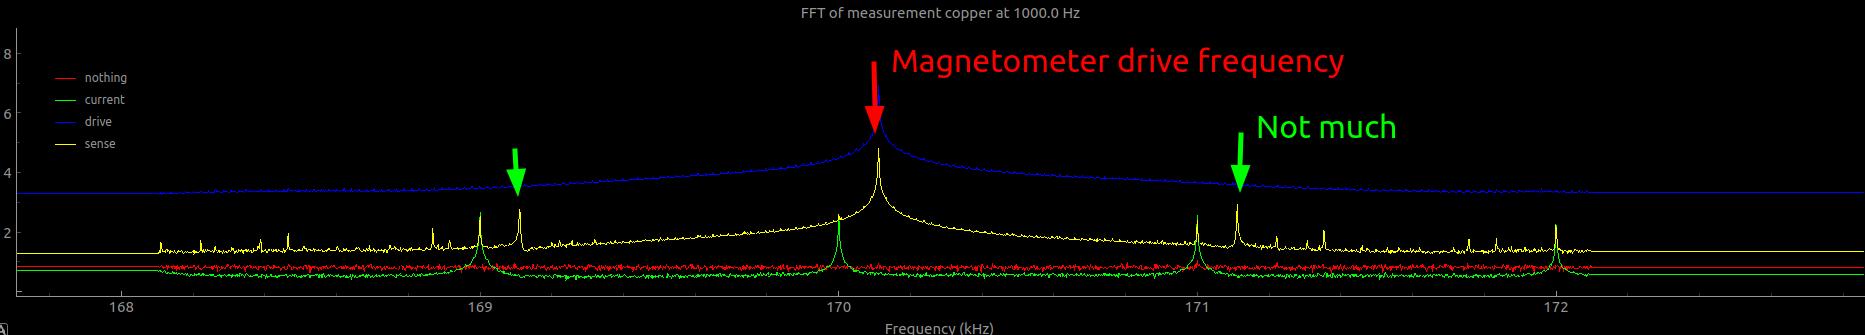 FFT of measurement copper at 1000.0 Hz
8
Magnetometer drive frequency
nothing
current
6
drive
Not much
sense
4
2
168
169
170
171
172
A
Frequency (kHz)